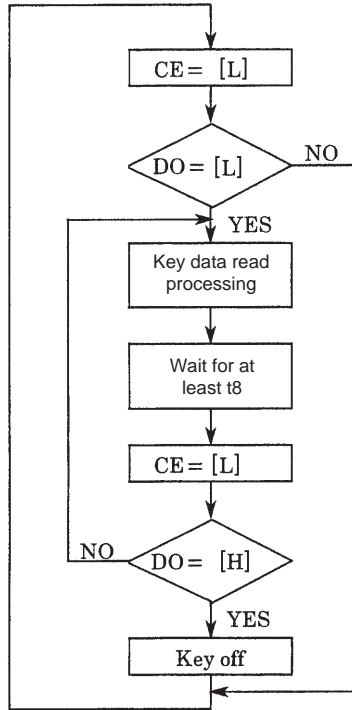 CE = [L]
DO = [L]
NO
YES
Key data read
processing
Wait for at
least t8
CE = [L]
NO
DO = [H]
YES
Key off